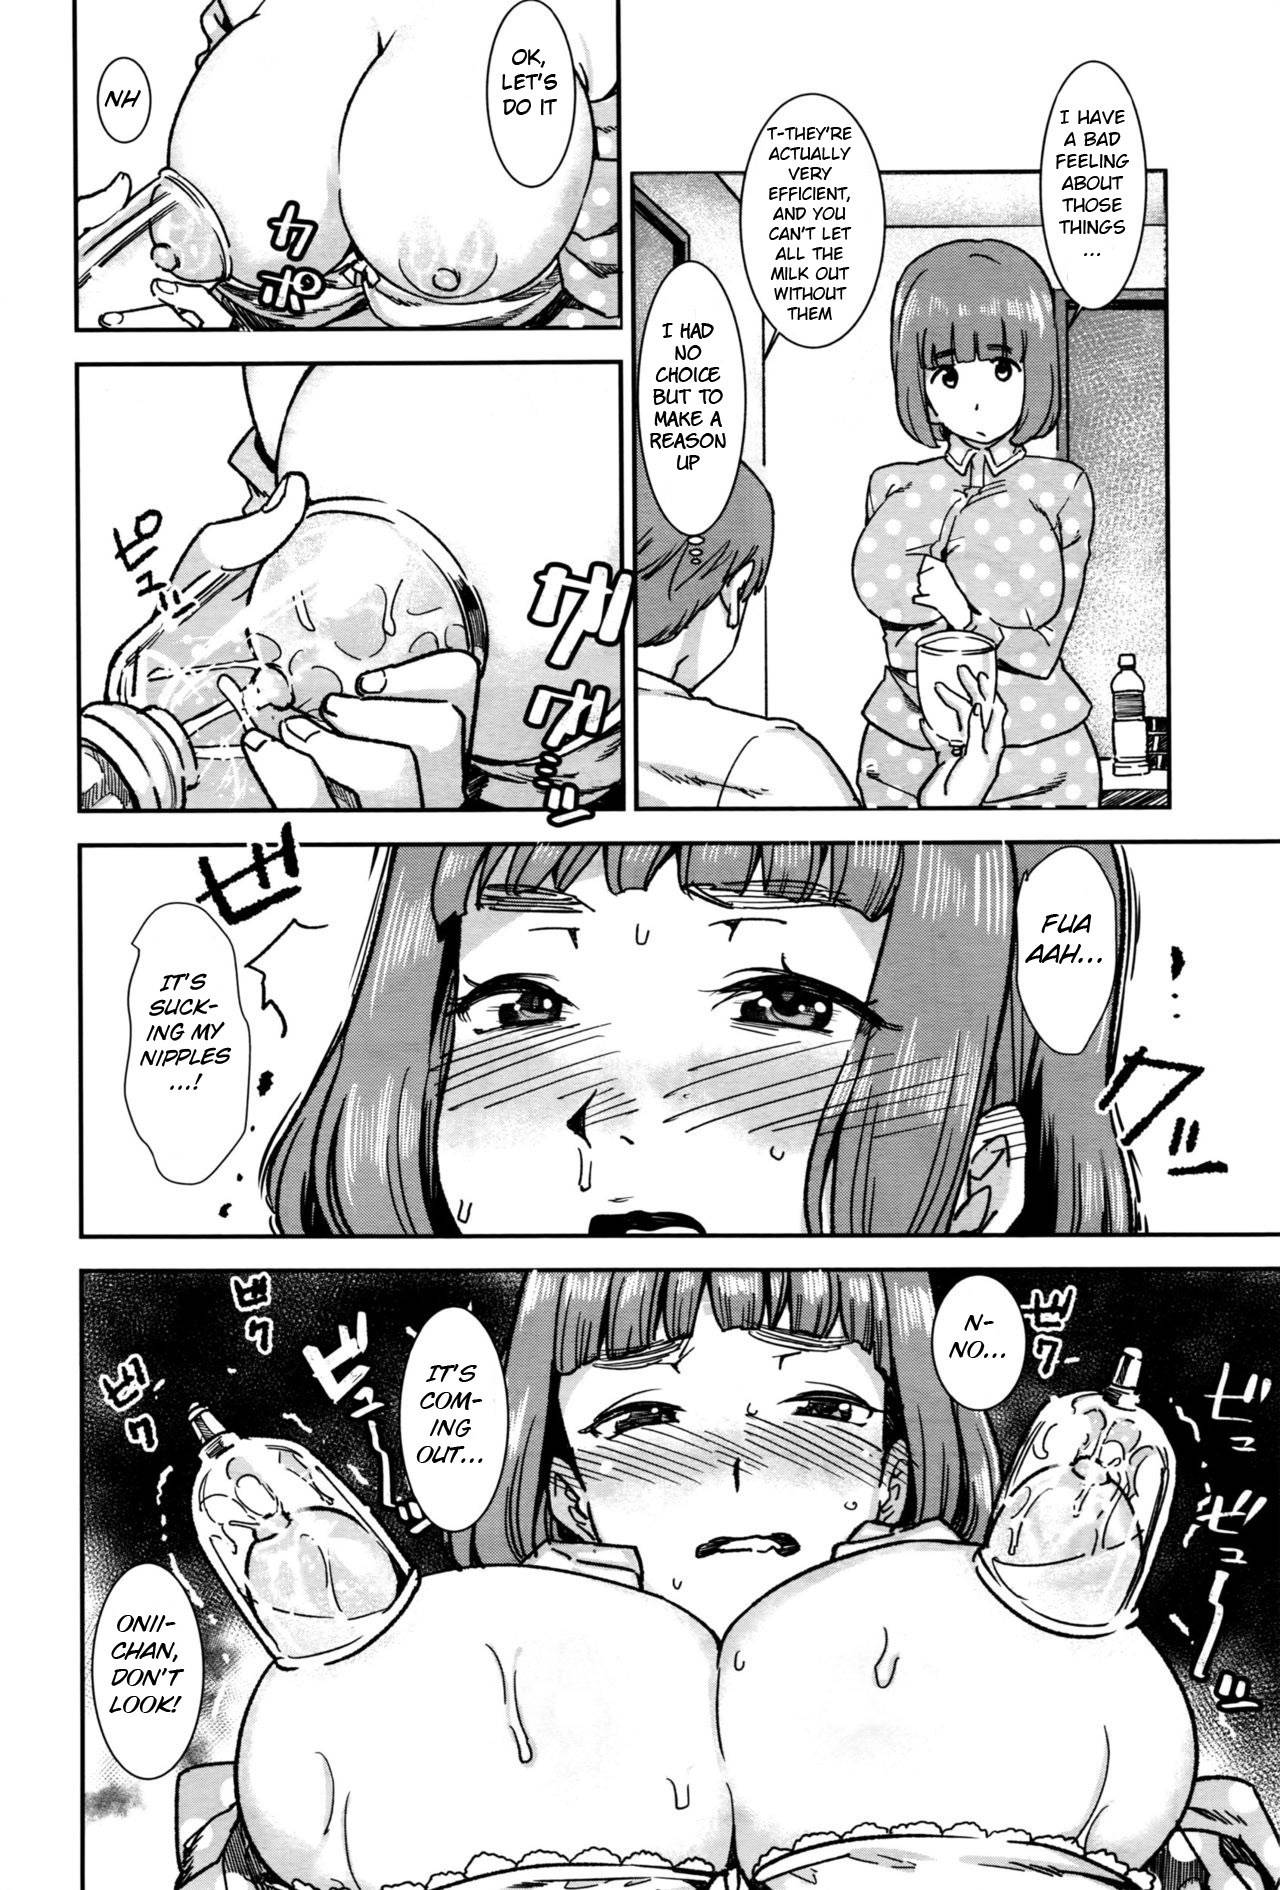 I HAVE
A BAD
FEELING
ABOUT
THOSE
THINGS
...
T-THEY'RE
ACTUALLY
VERY
EFFICIENT,
AND YOU
CAN'T LET
ALL THE
MILK OUT
WITHOUT
THEM
I HAD
NO
CHOICE
BUT TO
MAKE A
REASON
UP
OK,
LET'S
DO IT
NH
カポ
FUA
AAH...
IT'S
SUCK-
ING MY
NIPPLES
...!
N-
NO...
IT'S
COM-
ING
OUT...
ONII-
CHAN,
DON'T
LOOK!